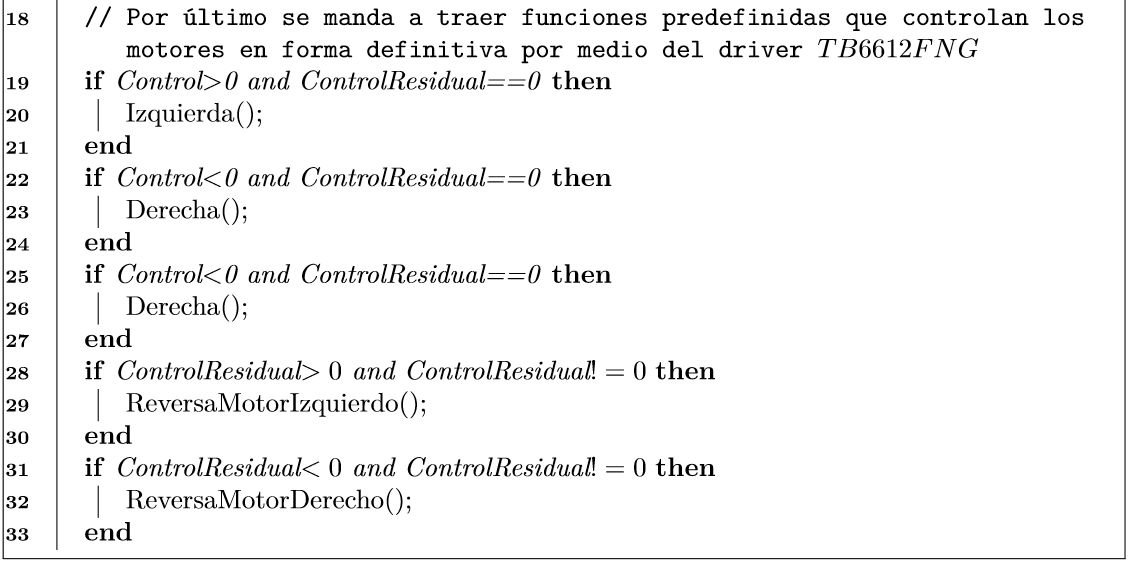 18 // Por último se manda a traer funciones predefinidas que controlan los
motores en forma definitiva por medio del driver TB6612FNG
19 if Control>0 and ControlResidual==0 then
20 Izquierda();
21 end
22 if Control<0 and ControlResidual==0 then
23 Derecha();
24 end
25 if Control<0 and ControlResidual==0 then
26 Derecha();
27 end
28 if ControlResidual> 0 and ControlResidual! = 0 then
29 ReversaMotorIzquierdo();
30 end
31 if ControlResidual< 0 and ControlResidual! = 0 then
32 ReversaMotorDerecho();
33 end